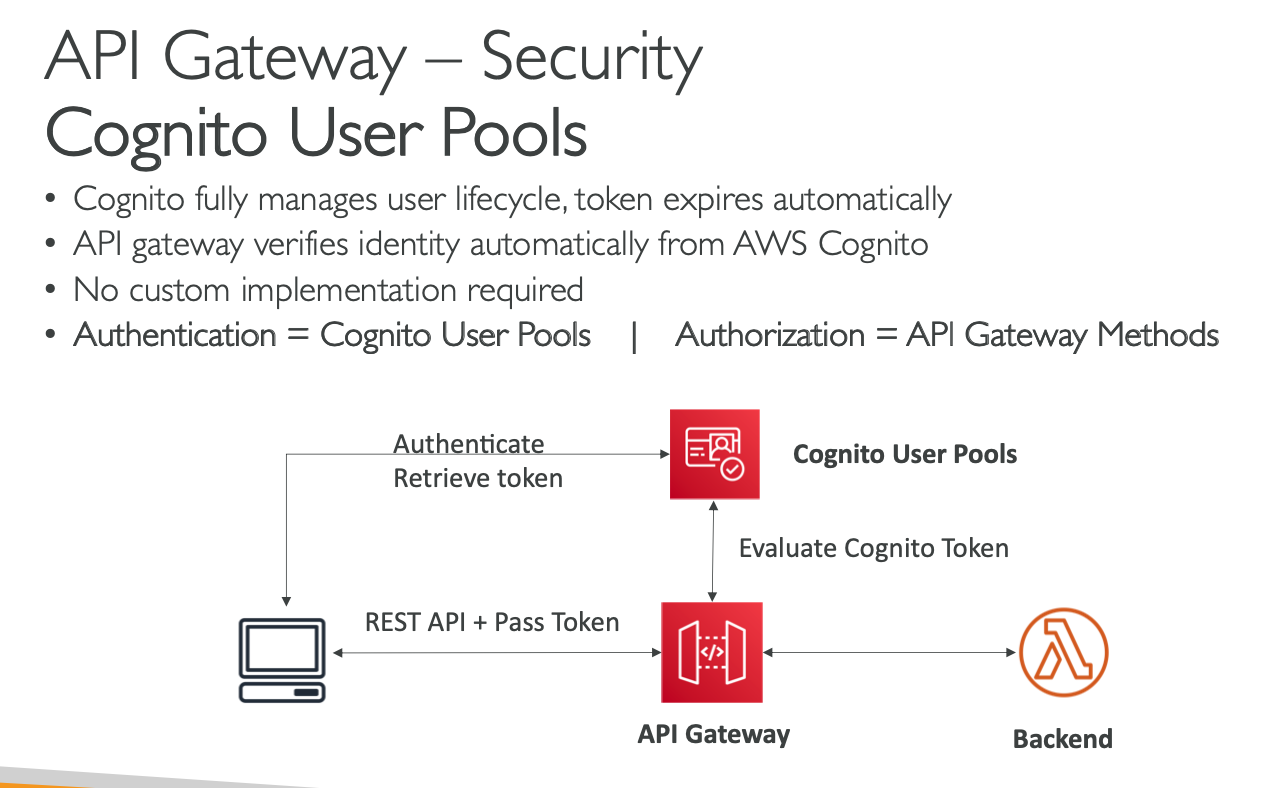 API Gateway – Security
Cognito User Pools
• Cognito fully manages user lifecycle, token expires automatically
• API gateway verifies identity automatically from AWS Cognito
• No custom implementation required
• Authentication = Cognito User Pools | Authorization = API Gateway Methods
Authenticate
Retrieve token
Cognito User Pools
Evaluate Cognito Token
REST API + Pass Token
</>
API Gateway
Backend